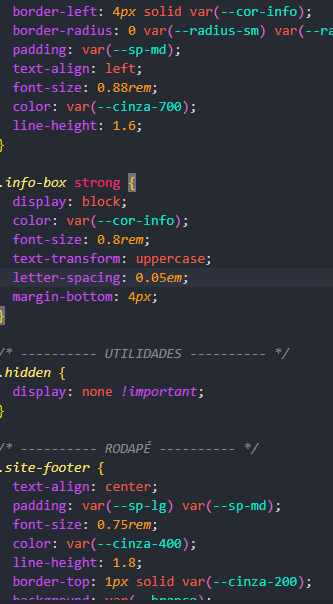 border-left: 4px solid var(--cor-info);
border-radius: 0 var(--radius-sm) var(--ra
padding: var(--sp-md);
text-align: left;
font-size: 0.88rem;
color: var(--cinza-700);
line-height: 1.6;
}
.info-box strong {
display: block;
color: var(--cor-info);
font-size: 0.8rem;
text-transform: uppercase;
letter-spacing: 0.05em;
margin-bottom: 4px;
}
/* ---------- UTILIDADES ---------- */
.hidden {
display: none !important;
}
/* ---------- RODAPÉ ---------- */
.site-footer {
text-align: center;
padding: var(--sp-lg) var(--sp-md);
font-size: 0.75rem;
color: var(--cinza-400);
line-height: 1.8;
border-top: 1px solid var(--cinza-200);
background: var(--branco);